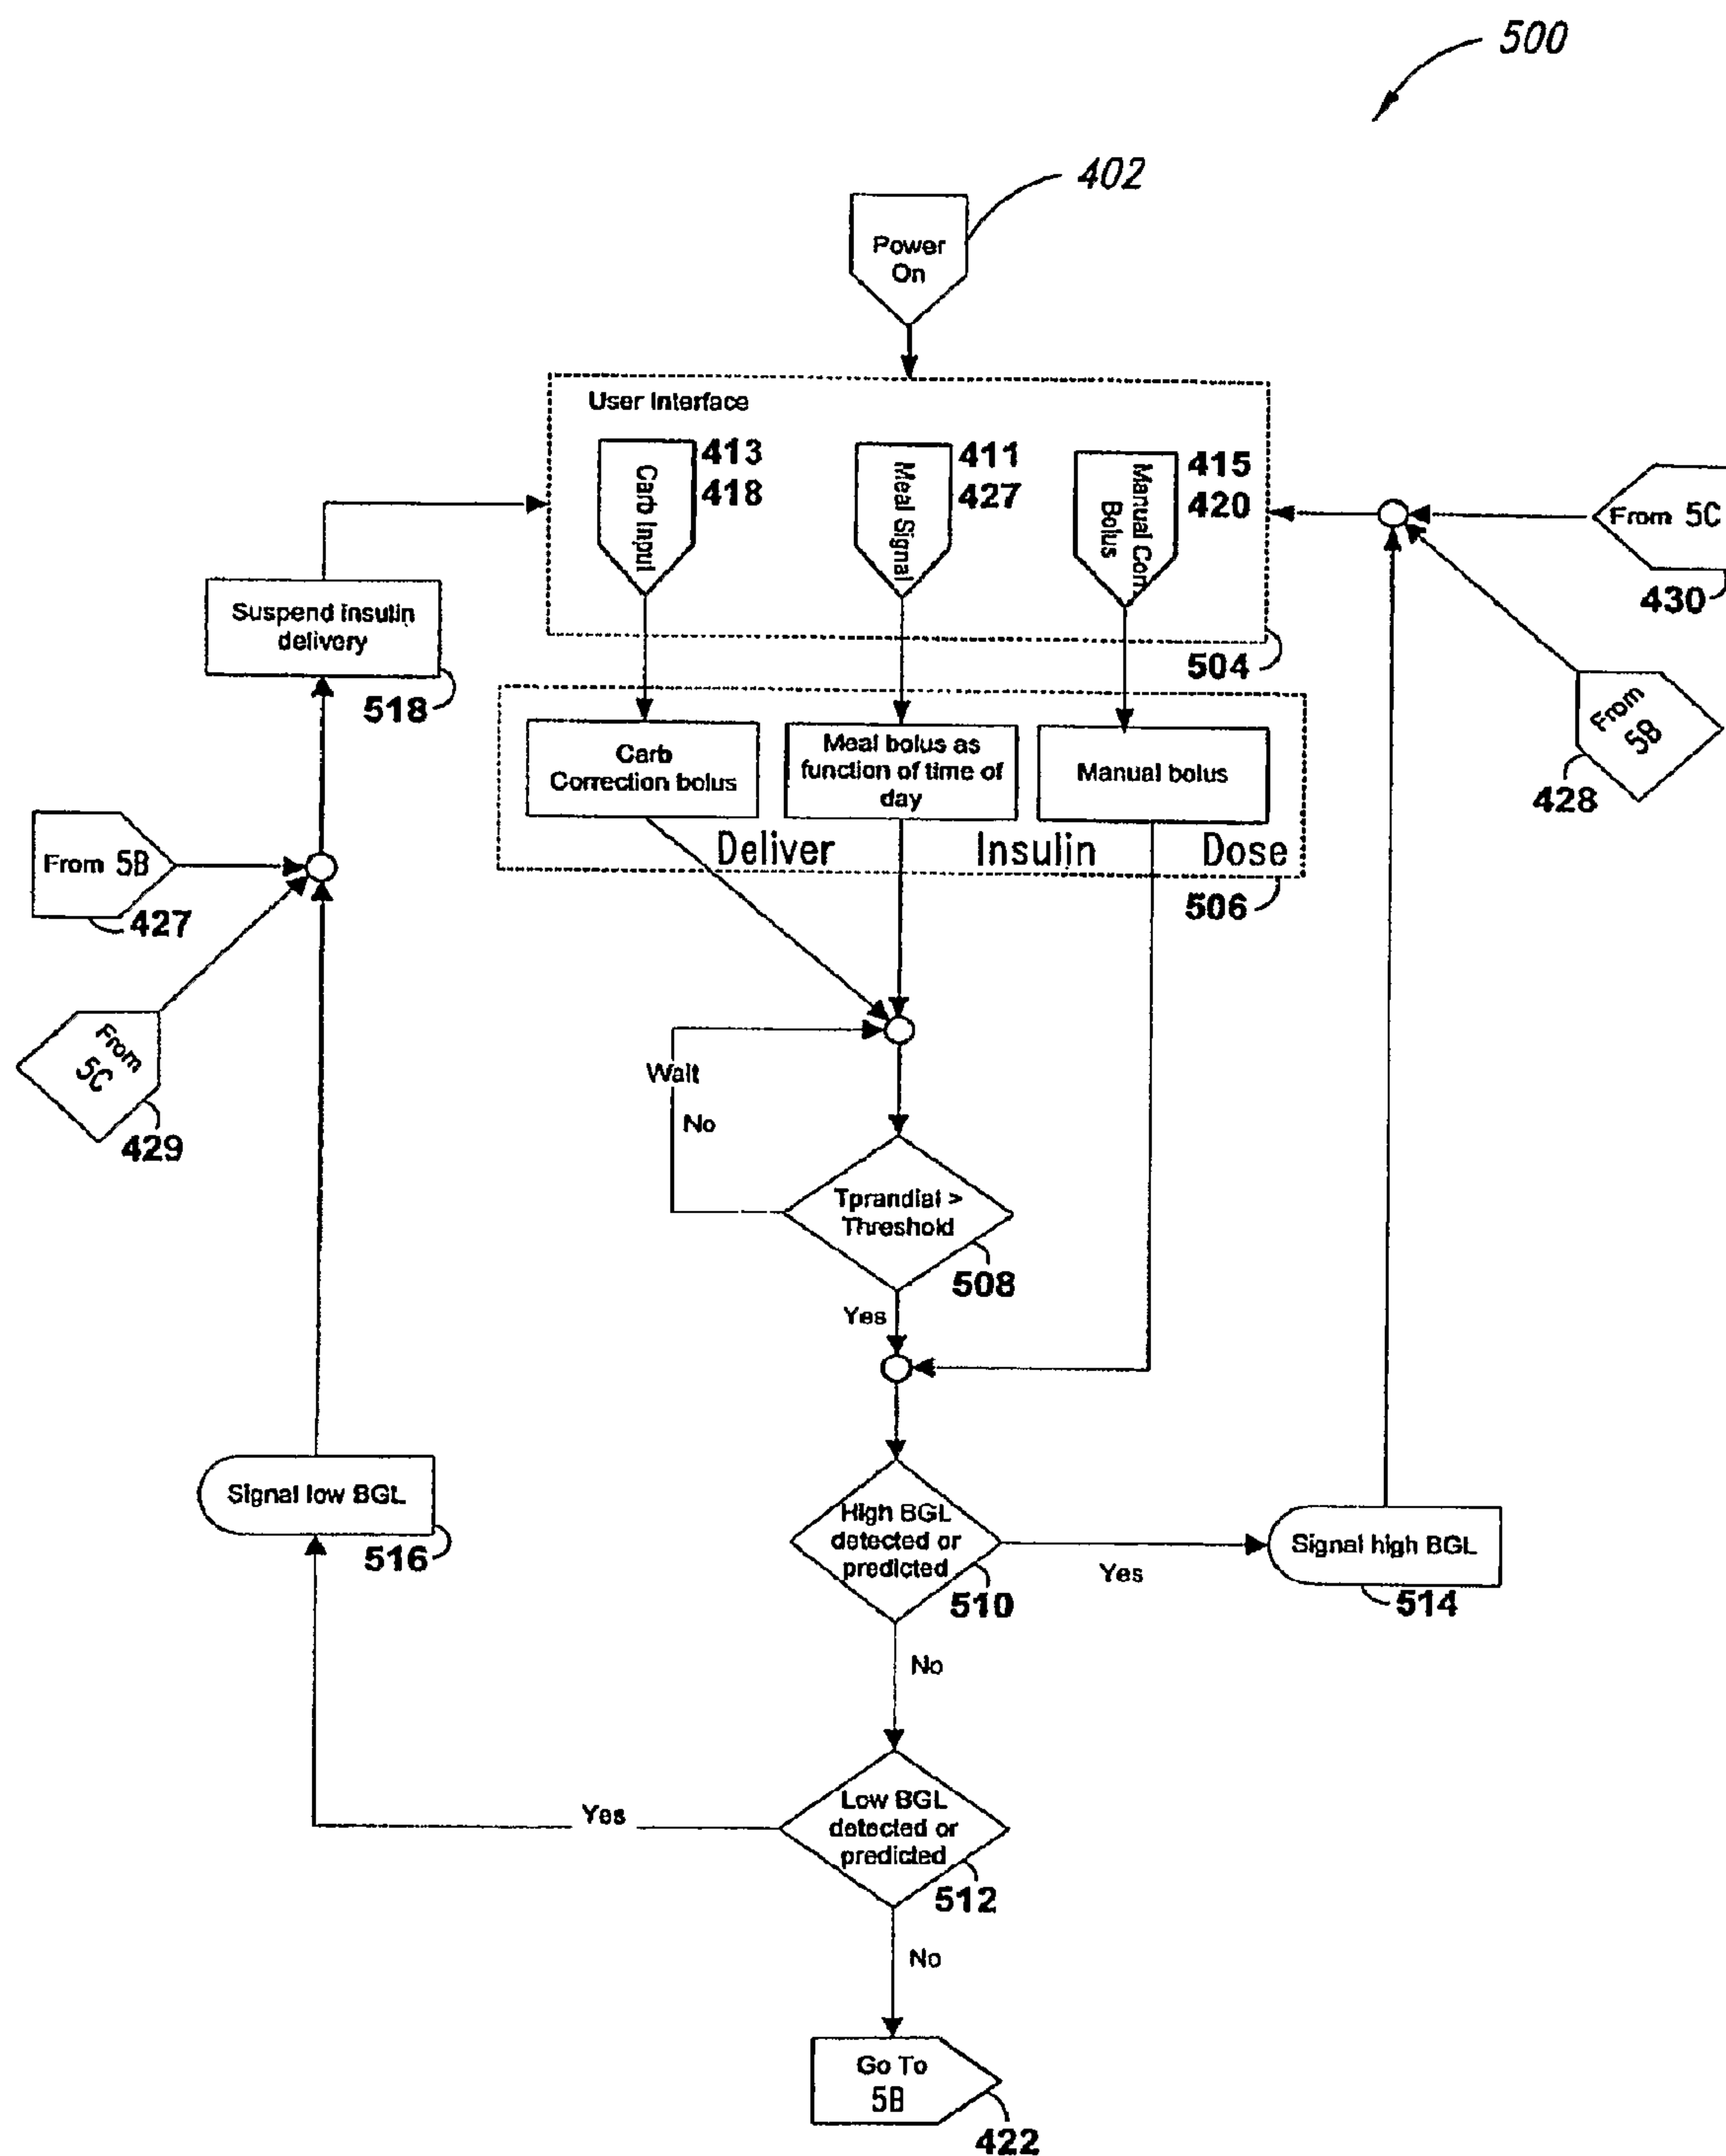 500
402
Power
On
User Interface
413
418
Carb Input
411
427
Meal Signal
415
420
Manual Corr
Bolus
From 5C
430
504
Suspend insulin
delivery
518
From
5B
428
Carb
Correction bolus
Meal bolus as
function of time of
day
Manual bolus
Deliver Insulin Dose
506
From 5B
427
From
5C
429
Wait
No
Tprandial >
Threshold
508
Yes
Signal low BGL
516
High BGL
detected or
predicted
510
Yes
Signal high BGL
514
No
Low BGL
detected or
predicted
512
Yes
No
Go To
5B
422